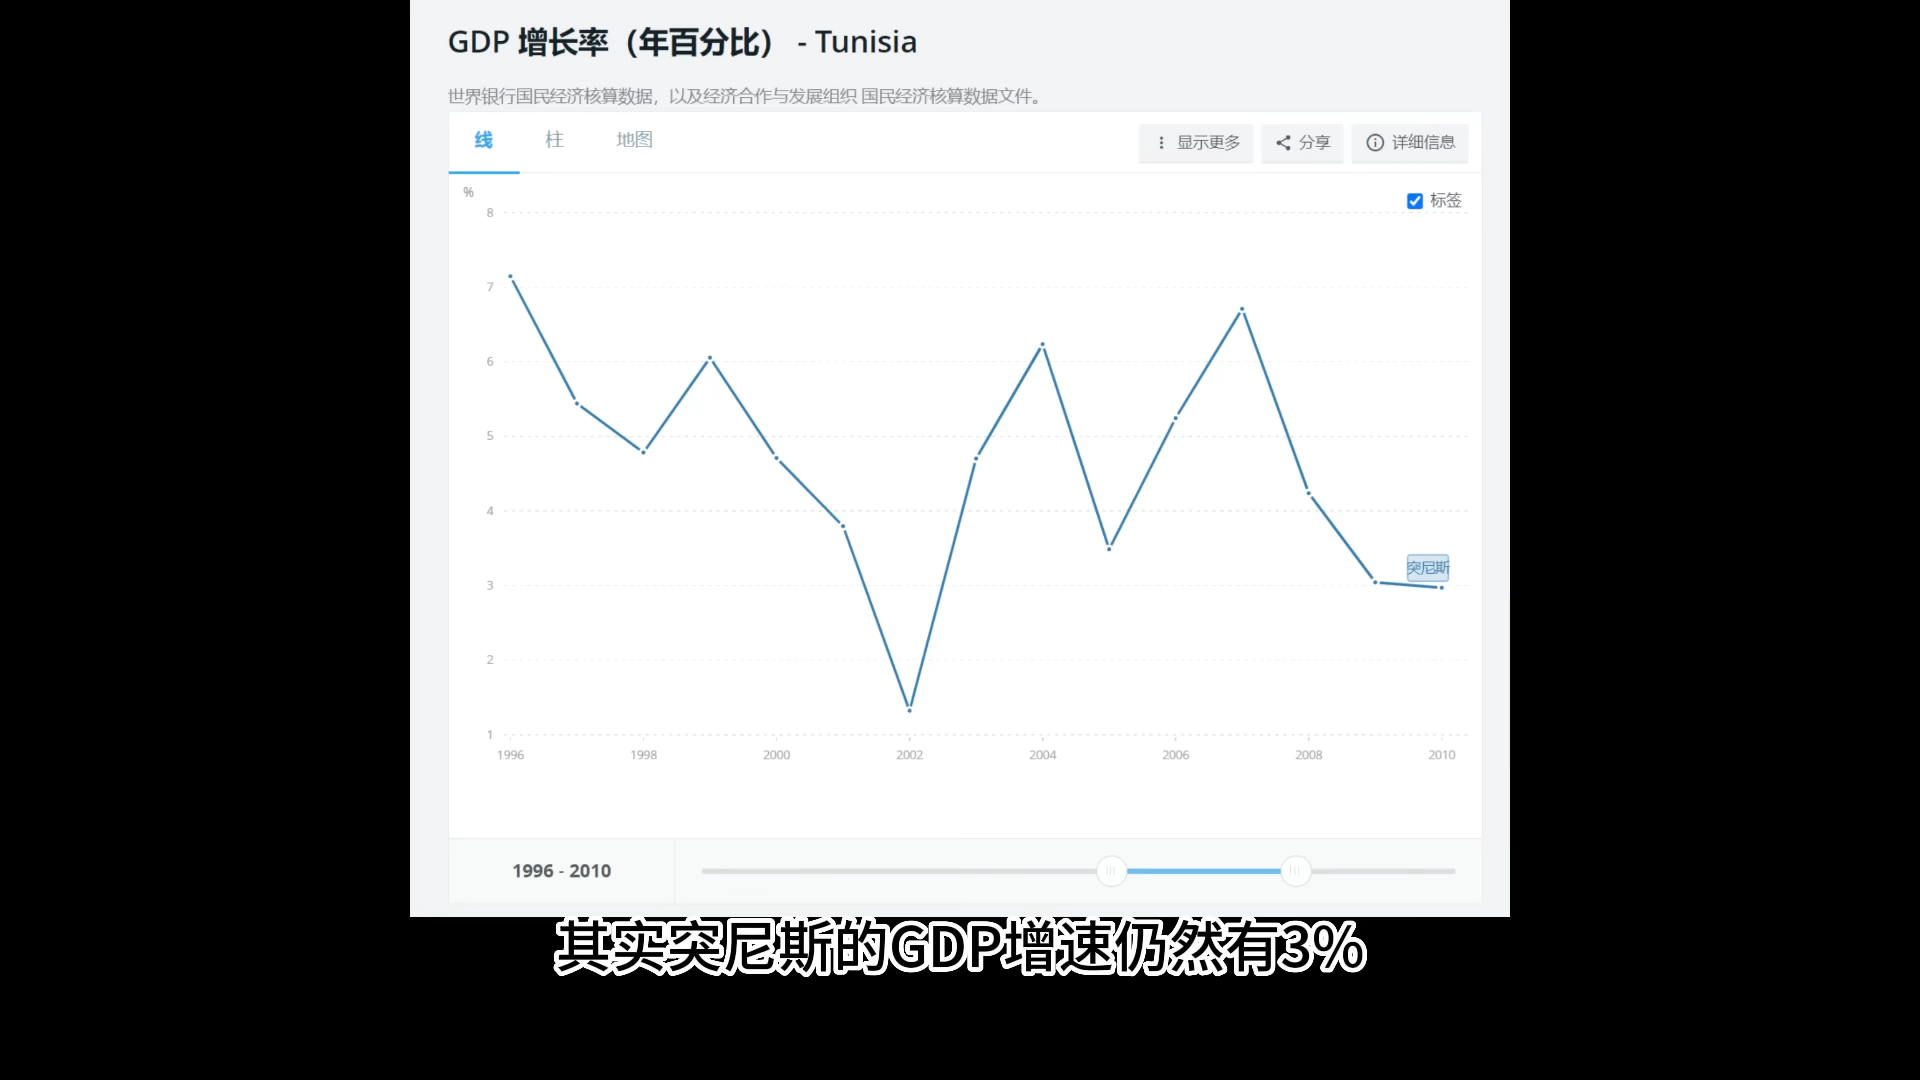 GDP 增长率（年百分比） - Tunisia
世界银行国民经济核算数据，以及经济合作与发展组织 国民经济核算数据文件。
线 柱 地图 显示更多 分享 详细信息
%
标签
8
7
6
5
4
3
2
1
突尼斯
1996 1998 2000 2002 2004 2006 2008 2010
1996 - 2010
其实突尼斯的GDP增速仍然有3%